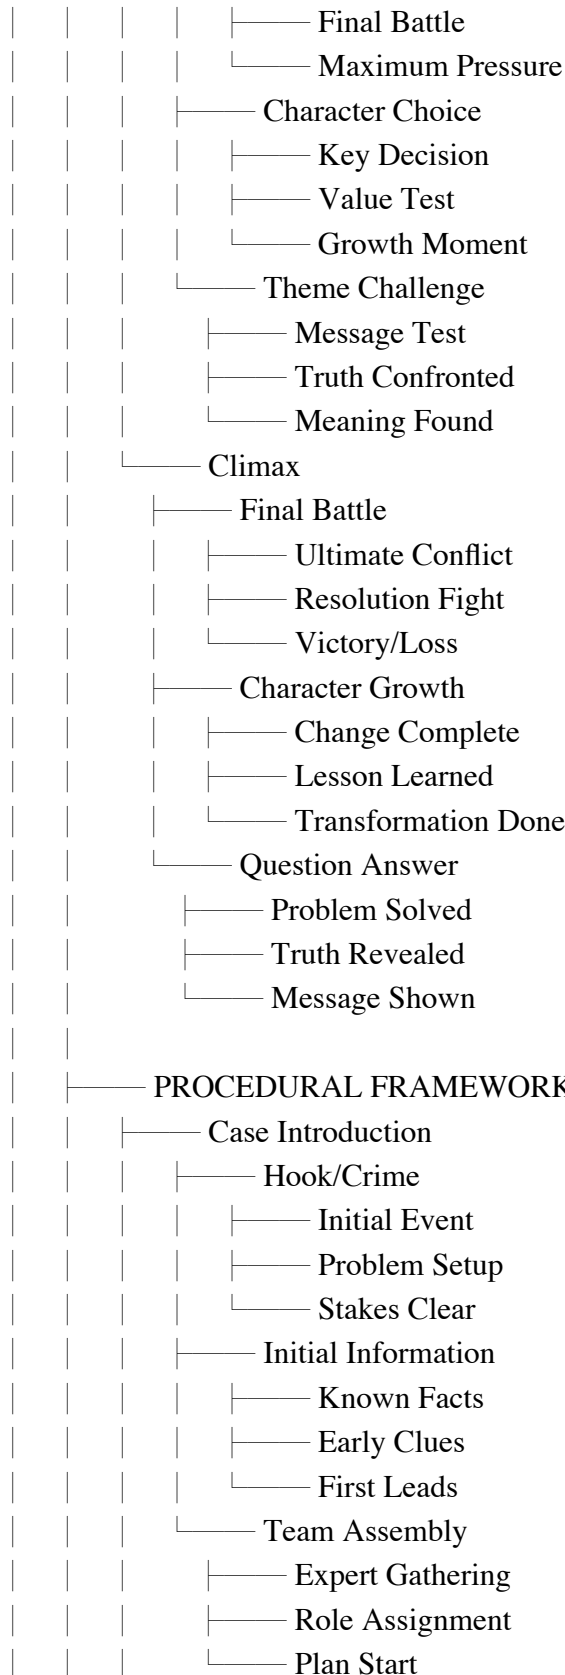 │ │ │ │ ├── Final Battle
│ │ │ │ └── Maximum Pressure
│ │ │ ├── Character Choice
│ │ │ │ ├── Key Decision
│ │ │ │ ├── Value Test
│ │ │ │ └── Growth Moment
│ │ │ └── Theme Challenge
│ │ │ ├── Message Test
│ │ │ ├── Truth Confronted
│ │ │ └── Meaning Found
│ │ └── Climax
│ │ ├── Final Battle
│ │ │ ├── Ultimate Conflict
│ │ │ ├── Resolution Fight
│ │ │ └── Victory/Loss
│ │ ├── Character Growth
│ │ │ ├── Change Complete
│ │ │ ├── Lesson Learned
│ │ │ └── Transformation Done
│ │ └── Question Answer
│ │ ├── Problem Solved
│ │ ├── Truth Revealed
│ │ └── Message Shown
│ │
│ ├── PROCEDURAL FRAMEWORK
│ │ ├── Case Introduction
│ │ │ ├── Hook/Crime
│ │ │ │ ├── Initial Event
│ │ │ │ ├── Problem Setup
│ │ │ │ └── Stakes Clear
│ │ │ ├── Initial Information
│ │ │ │ ├── Known Facts
│ │ │ │ ├── Early Clues
│ │ │ │ └── First Leads
│ │ │ └── Team Assembly
│ │ │ ├── Expert Gathering
│ │ │ ├── Role Assignment
│ │ │ └── Plan Start